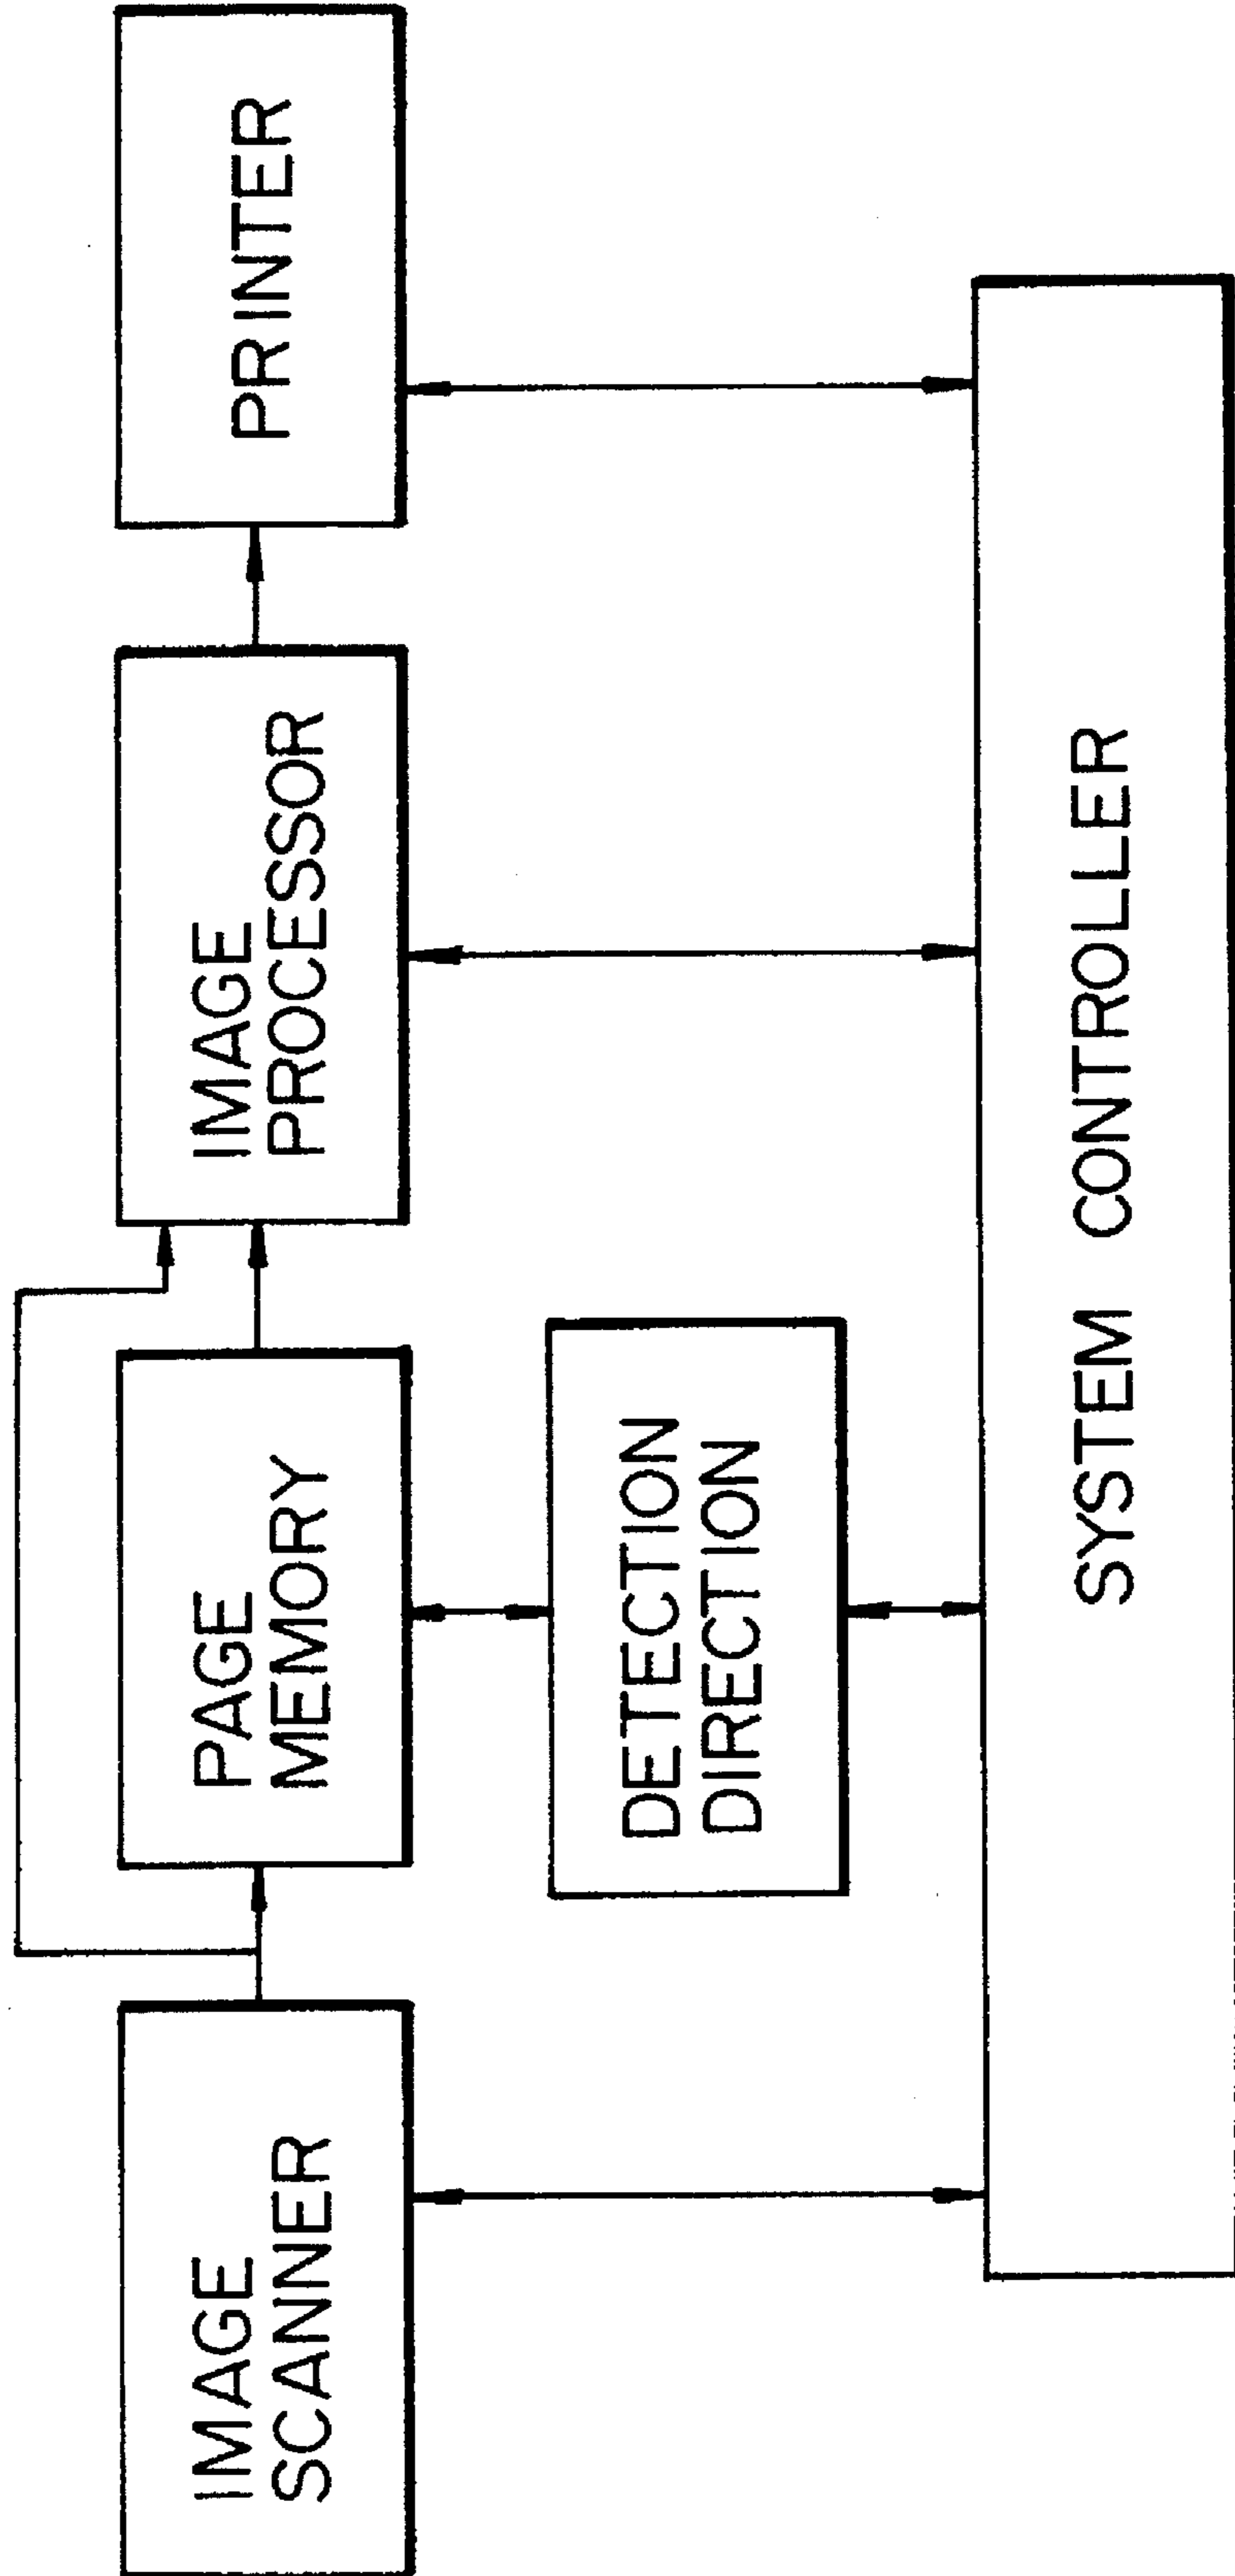 IMAGE
SCANNER
PAGE
MEMORY
IMAGE
PROCESSOR
PRINTER
DETECTION
DIRECTION
SYSTEM CONTROLLER